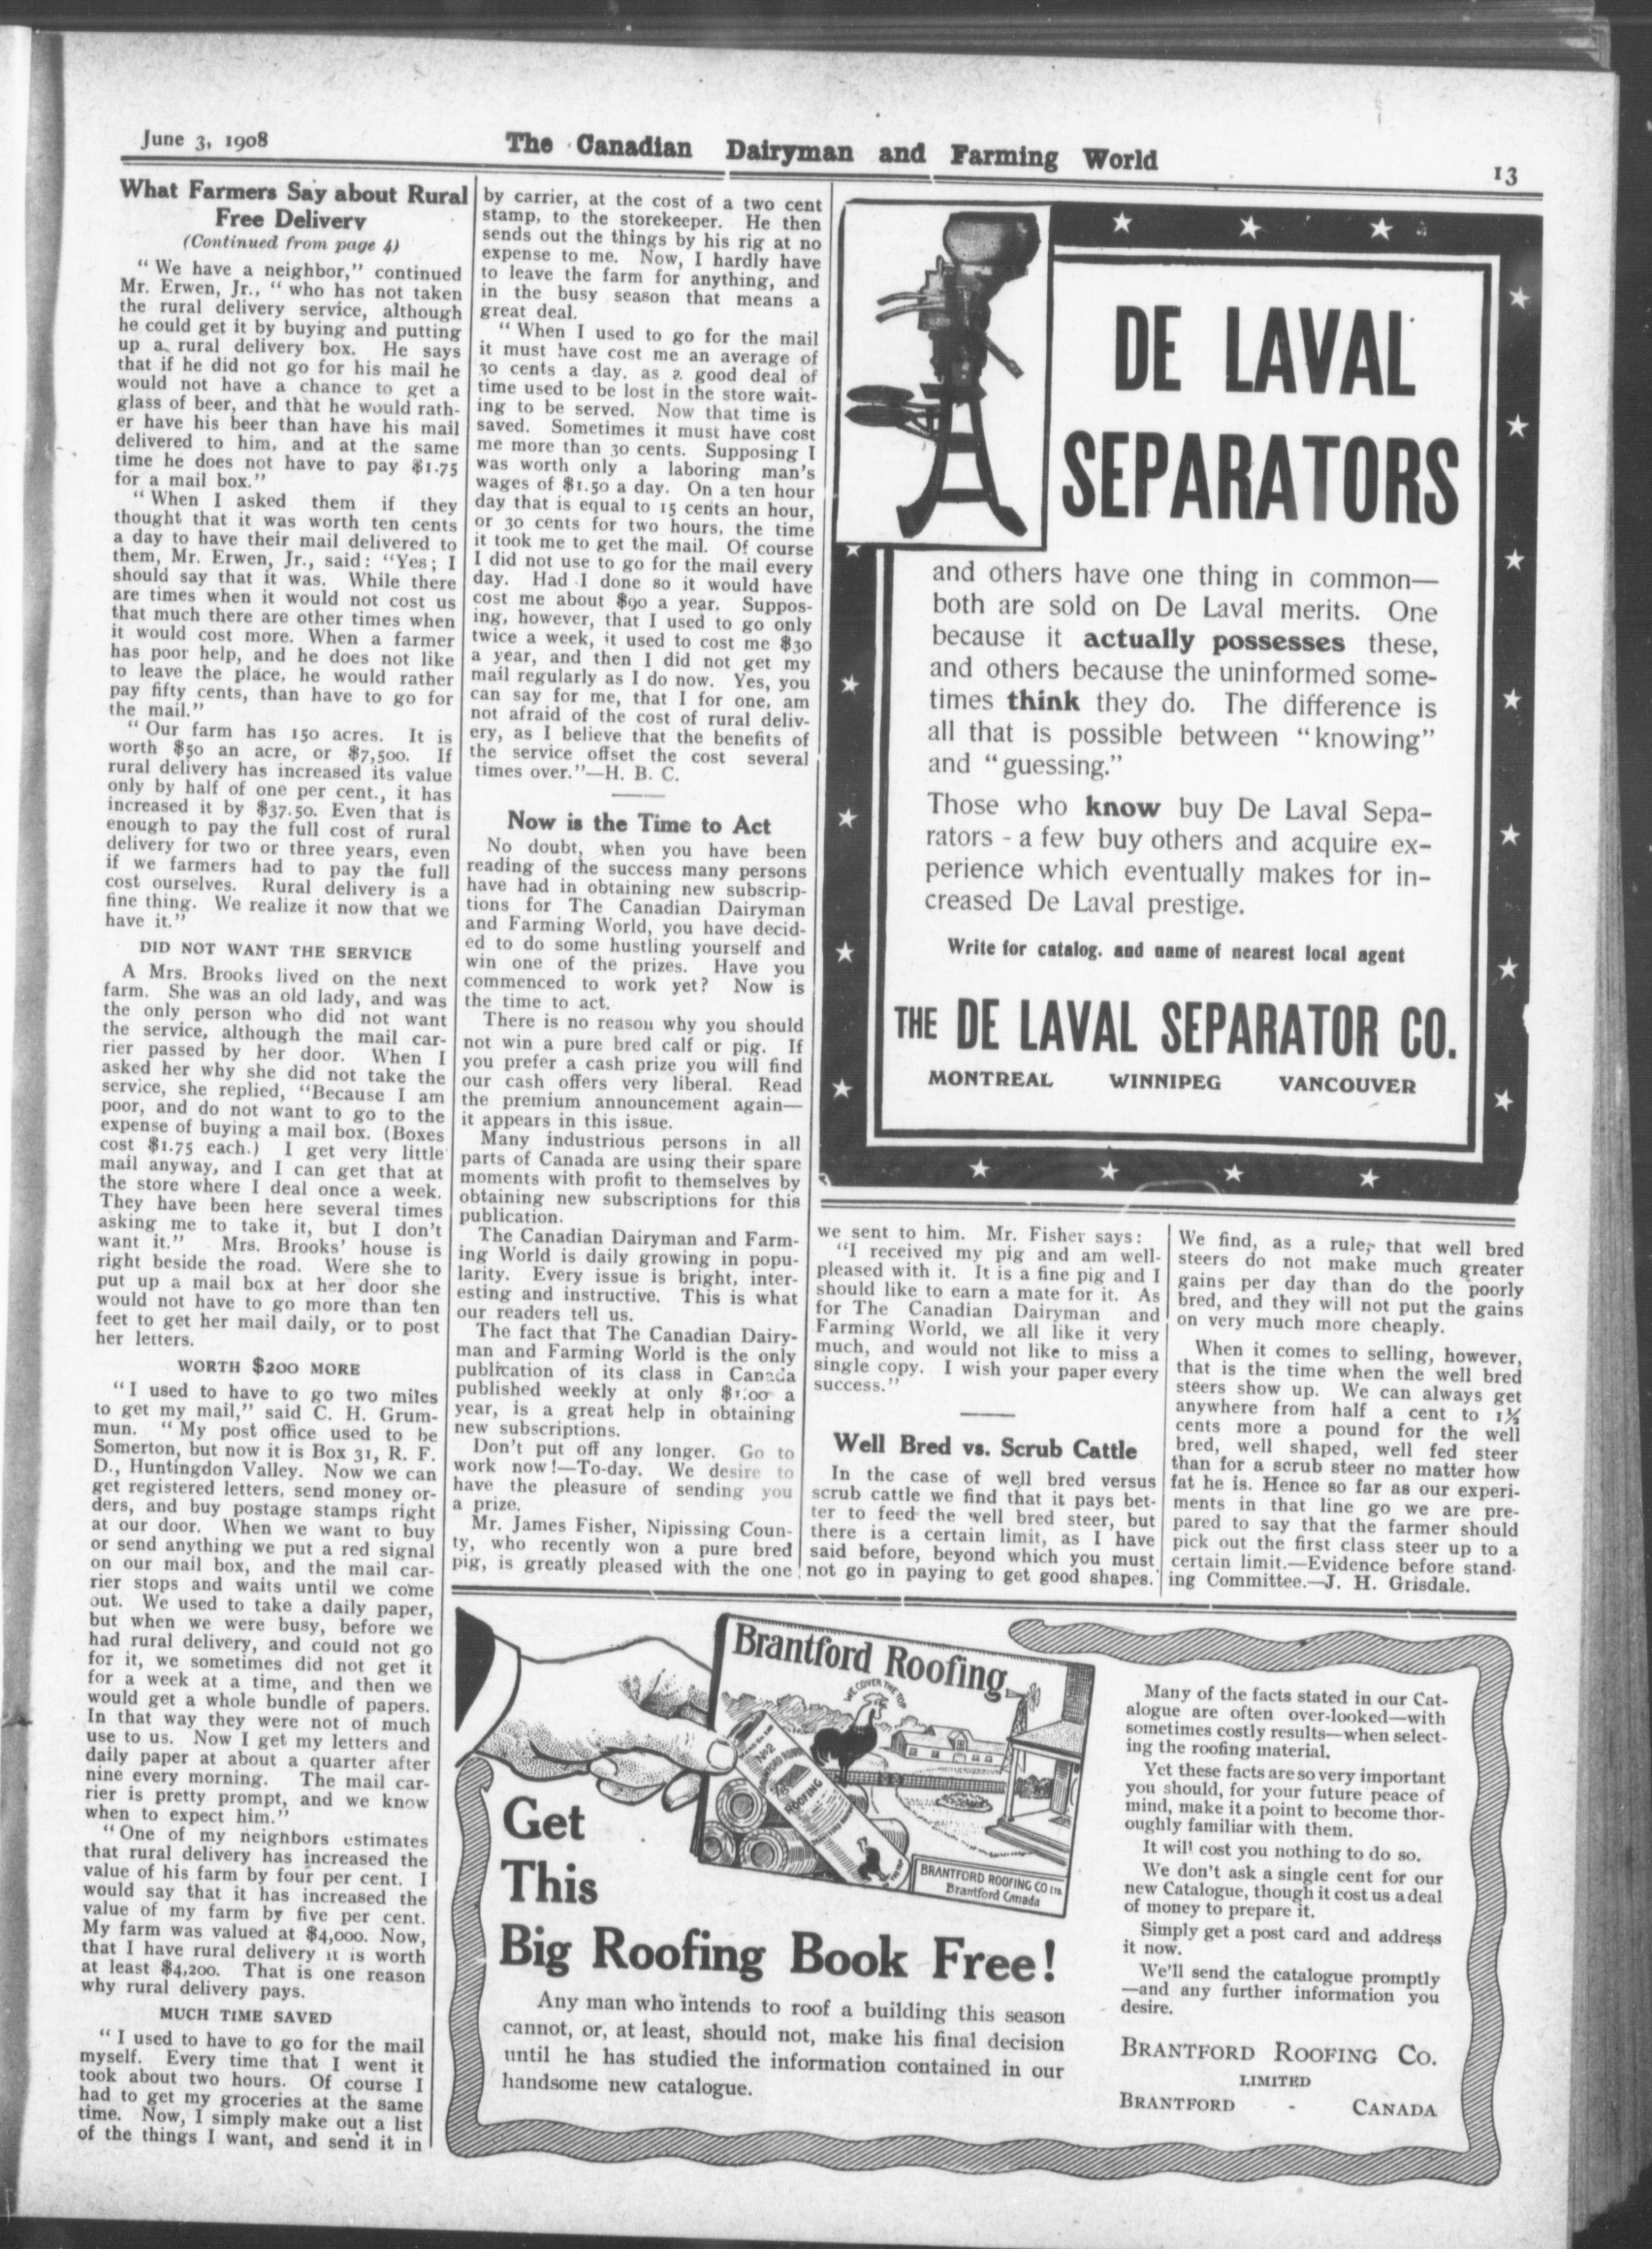 June 3, 1908
The Canadian Dairyman and Farming World
13
What Farmers Say about Rural
Free Delivery
(Continued from page 4)
"We have a neighbor," continued
Mr. Erwen, Jr., "who has not taken
the rural delivery service, although
he could get it by buying and putting
up a rural delivery box. He says
that if he did not go for his mail he
would not have a chance to get a
glass of beer, and that he would rath-
er have his beer than have his mail
delivered to him, and at the same
time he does not have to pay $1.75
for a mail box."
"When I asked them if they
thought that it was worth ten cents
a day to have their mail delivered to
them, Mr. Erwen, Jr., said: "Yes; I
should say that it was. While there
are times when it would not cost us
that much there are other times when
it would cost more. When a farmer
has poor help, and he does not like
to leave the place, he would rather
pay fifty cents, than have to go for
the mail."
"Our farm has 150 acres. It is
worth $50 an acre, or $7,500. If
rural delivery has increased its value
only by half of one per cent., it has
increased it by $37.50. Even that is
enough to pay the full cost of rural
delivery for two or three years, even
if we farmers had to pay the full
cost ourselves. Rural delivery is a
fine thing. We realize it now that we
have it."
DID NOT WANT THE SERVICE
A Mrs. Brooks lived on the next
farm. She was an old lady, and was
the only person who did not want
the service, although the mail car-
rier passed by her door. When I
asked her why she did not take the
service, she replied, "Because I am
poor, and do not want to go to the
expense of buying a mail box. (Boxes
cost $1.75 each.) I get very little
mail anyway, and I can get that at
the store where I deal once a week.
They have been here several times
asking me to take it, but I don't
want it." Mrs. Brooks' house is
right beside the road. Were she to
put up a mail box at her door she
would not have to go more than ten
feet to get her mail daily, or to post
her letters.
WORTH $200 MORE
"I used to have to go two miles
to get my mail," said C. H. Grum-
mun. "My post office used to be
Somerton, but now it is Box 31, R. F.
D., Huntingdon Valley. Now we can
get registered letters, send money or-
ders, and buy postage stamps right
at our door. When we want to buy
or send anything we put a red signal
on our mail box, and the mail car-
rier stops and waits until we come
out. We used to take a daily paper,
but when we were busy, before we
had rural delivery, and could not go
for it, we sometimes did not get it
for a week at a time, and then we
would get a whole bundle of papers.
In that way they were not of much
use to us. Now I get my letters and
daily paper at about a quarter after
nine every morning. The mail car-
rier is pretty prompt, and we know
when to expect him."
"One of my neighbors estimates
that rural delivery has increased the
value of his farm by four per cent. I
would say that it has increased the
value of my farm by five per cent.
My farm was valued at $4,000. Now,
that I have rural delivery it is worth
at least $4,200. That is one reason
why rural delivery pays.
MUCH TIME SAVED
"I used to have to go for the mail
myself. Every time that I went it
took about two hours. Of course I
had to get my groceries at the same
time. Now, I simply make out a list
of the things I want, and send it in
by carrier, at the cost of a two cent
stamp, to the storekeeper. He then
sends out the things by his rig at no
expense to me. Now, I hardly have
to leave the farm for anything, and
in the busy season that means a
great deal.
"When I used to go for the mail
it must have cost me an average of
30 cents a day. as a good deal of
time used to be lost in the store wait-
ing to be served. Now that time is
saved. Sometimes it must have cost
me more than 30 cents. Supposing I
was worth only a laboring man's
wages of $1.50 a day. On a ten hour
day that is equal to 15 cents an hour,
or 30 cents for two hours, the time
it took me to get the mail. Of course
I did not use to go for the mail every
day. Had I done so it would have
cost me about $90 a year. Suppos-
ing, however, that I used to go only
twice a week, it used to cost me $30
a year, and then I did not get my
mail regularly as I do now. Yes, you
can say for me, that I for one, am
not afraid of the cost of rural deliv-
ery, as I believe that the benefits of
the service offset the cost several
times over."—H. B. C.
Now is the Time to Act
No doubt, when you have been
reading of the success many persons
have had in obtaining new subscrip-
tions for The Canadian Dairyman
and Farming World, you have decid-
ed to do some hustling yourself and
win one of the prizes. Have you
commenced to work yet? Now is
the time to act.
There is no reason why you should
not win a pure bred calf or pig. If
you prefer a cash prize you will find
our cash offers very liberal. Read
the premium announcement again—
it appears in this issue.
Many industrious persons in all
parts of Canada are using their spare
moments with profit to themselves by
obtaining new subscriptions for this
publication.
The Canadian Dairyman and Farm-
ing World is daily growing in popu-
larity. Every issue is bright, inter-
esting and instructive. This is what
our readers tell us.
The fact that The Canadian Dairy-
man and Farming World is the only
publication of its class in Canada
published weekly at only $1.00 a
year, is a great help in obtaining
new subscriptions.
Don't put off any longer. Go to
work now!—To-day. We desire to
have the pleasure of sending you
a prize.
Mr. James Fisher, Nipissing Coun-
ty, who recently won a pure bred
pig, is greatly pleased with the one
DE LAVAL
SEPARATORS
and others have one thing in common—
both are sold on De Laval merits. One
because it actually possesses these,
and others because the uninformed some-
times think they do. The difference is
all that is possible between "knowing"
and "guessing."
Those who know buy De Laval Sepa-
rators - a few buy others and acquire ex-
perience which eventually makes for in-
creased De Laval prestige.
Write for catalog. and name of nearest local agent
THE DE LAVAL SEPARATOR CO.
MONTREAL WINNIPEG VANCOUVER
we sent to him. Mr. Fisher says:
"I received my pig and am well-
pleased with it. It is a fine pig and I
should like to earn a mate for it. As
for The Canadian Dairyman and
Farming World, we all like it very
much, and would not like to miss a
single copy. I wish your paper every
success."
Well Bred vs. Scrub Cattle
In the case of well bred versus
scrub cattle we find that it pays bet-
ter to feed the well bred steer, but
there is a certain limit, as I have
said before, beyond which you must
not go in paying to get good shapes.
We find, as a rule, that well bred
steers do not make much greater
gains per day than do the poorly
bred, and they will not put the gains
on very much more cheaply.
When it comes to selling, however,
that is the time when the well bred
steers show up. We can always get
anywhere from half a cent to 1½
cents more a pound for the well
bred, well shaped, well fed steer
than for a scrub steer no matter how
fat he is. Hence so far as our experi-
ments in that line go we are pre-
pared to say that the farmer should
pick out the first class steer up to a
certain limit.—Evidence before stand-
ing Committee.—J. H. Grisdale.
Brantford Roofing
WE COVER THE TOP
No 2
ROOFING
BRANTFORD ROOFING CO LTD.
Brantford Canada
Get
This
Big Roofing Book Free!
Any man who intends to roof a building this season
cannot, or, at least, should not, make his final decision
until he has studied the information contained in our
handsome new catalogue.
Many of the facts stated in our Cat-
alogue are often over-looked—with
sometimes costly results—when select-
ing the roofing material.
Yet these facts are so very important
you should, for your future peace of
mind, make it a point to become thor-
oughly familiar with them.
It will cost you nothing to do so.
We don't ask a single cent for our
new Catalogue, though it cost us a deal
of money to prepare it.
Simply get a post card and address
it now.
We'll send the catalogue promptly
—and any further information you
desire.
BRANTFORD ROOFING CO.
LIMITED
BRANTFORD - CANADA